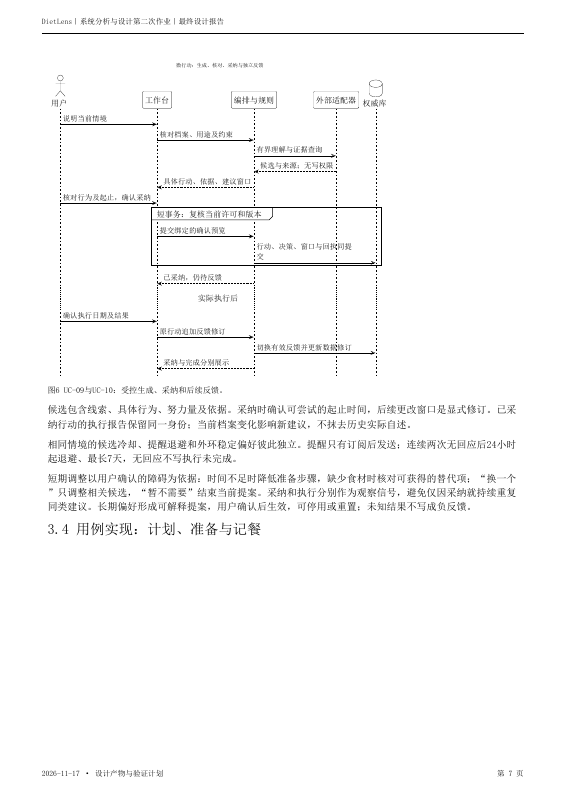 DietLens | 系统分析与设计第二次作业 | 最终设计报告
微行动：生成、核对、采纳与独立反馈
用户
工作台
编排与规则
外部适配器
权威库
说明当前情境
核对档案、用途及约束
有界理解与证据查询
候选与来源；无写权限
具体行动、依据、建议窗口
核对行为及起止，确认采纳
短事务：复核当前许可和版本
提交绑定的确认预览
行动、决策、窗口与回执同提
交
已采纳，仍待反馈
实际执行后
确认执行日期及结果
原行动追加反馈修订
切换有效反馈并更新数据修订
采纳与完成分别展示
图6 UC-09与UC-10：受控生成、采纳和后续反馈。
候选包含线索、具体行为、努力量及依据。采纳时确认可尝试的起止时间，后续更改窗口是显式修订。已采
纳行动的执行报告保留同一身份；当前档案变化影响新建议，不抹去历史实际自述。
相同情境的候选冷却、提醒退避和外环稳定偏好彼此独立。提醒只有订阅后发送；连续两次无回应后24小时
起退避、最长7天，无回应不写执行未完成。
短期调整以用户确认的障碍为依据：时间不足时降低准备步骤，缺少食材时核对可获得的替代项；“换一个
”只调整相关候选，“暂不需要”结束当前提案。采纳和执行分别作为观察信号，避免仅因采纳就持续重复
同类建议。长期偏好形成可解释提案，用户确认后生效，可停用或重置；未知结果不写成负反馈。
3.4 用例实现：计划、准备与记餐
2026-11-17 • 设计产物与验证计划
第 7 页